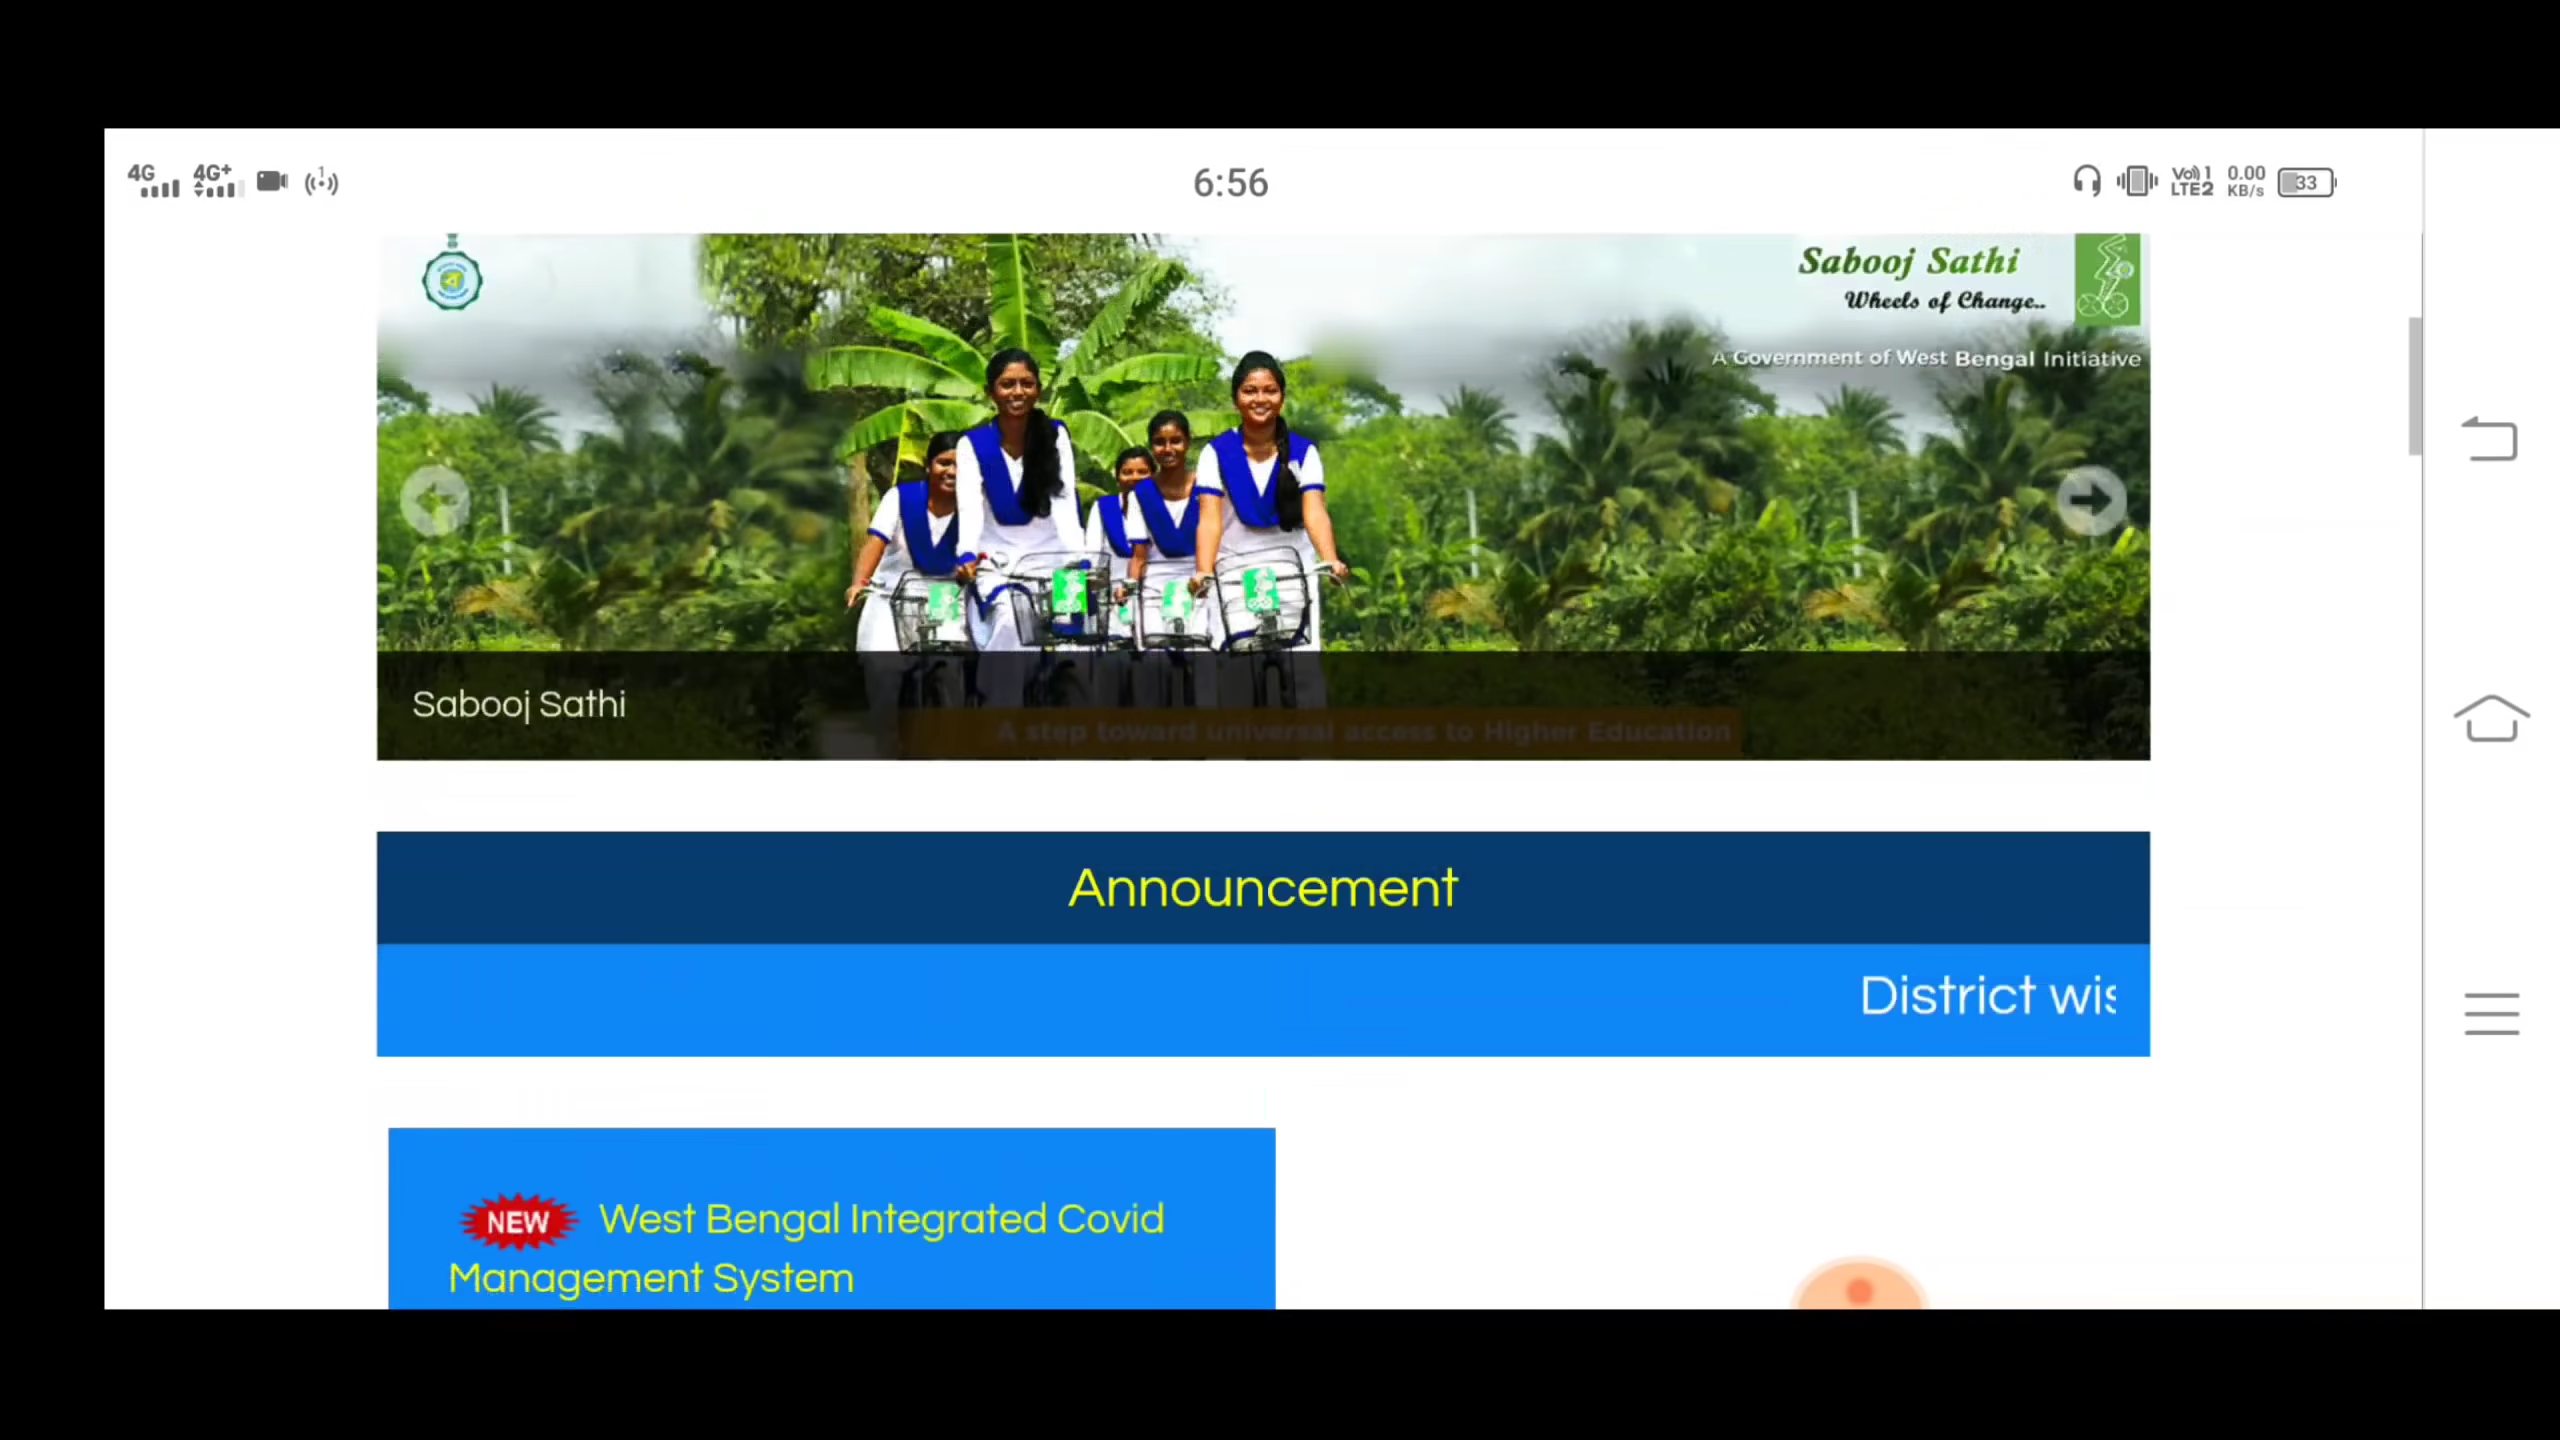 4G 4G+ 6:56 Vo)) 1 LTE2 0.00 KB/s 33
Sabooj Sathi
Wheels of Change..
A Government of West Bengal Initiative
Sabooj Sathi
A step toward universal access to Higher Education
Announcement
District wis
NEW West Bengal Integrated Covid
Management System